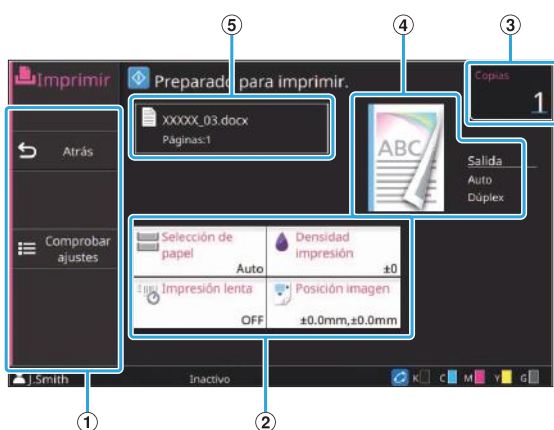 ⑤ ④ ③
Imprimir
Preparado para imprimir.
Copias
1
XXXXX_03.docx
Páginas:1
ABC
Salida
Auto
Dúplex
Atrás
Comprobar
ajustes
Selección de
papel
Auto
Densidad
impresión
±0
Impresión lenta
OFF
Posición imagen
±0.0mm,±0.0mm
J.Smith
Inactivo
K C M Y G
① ②